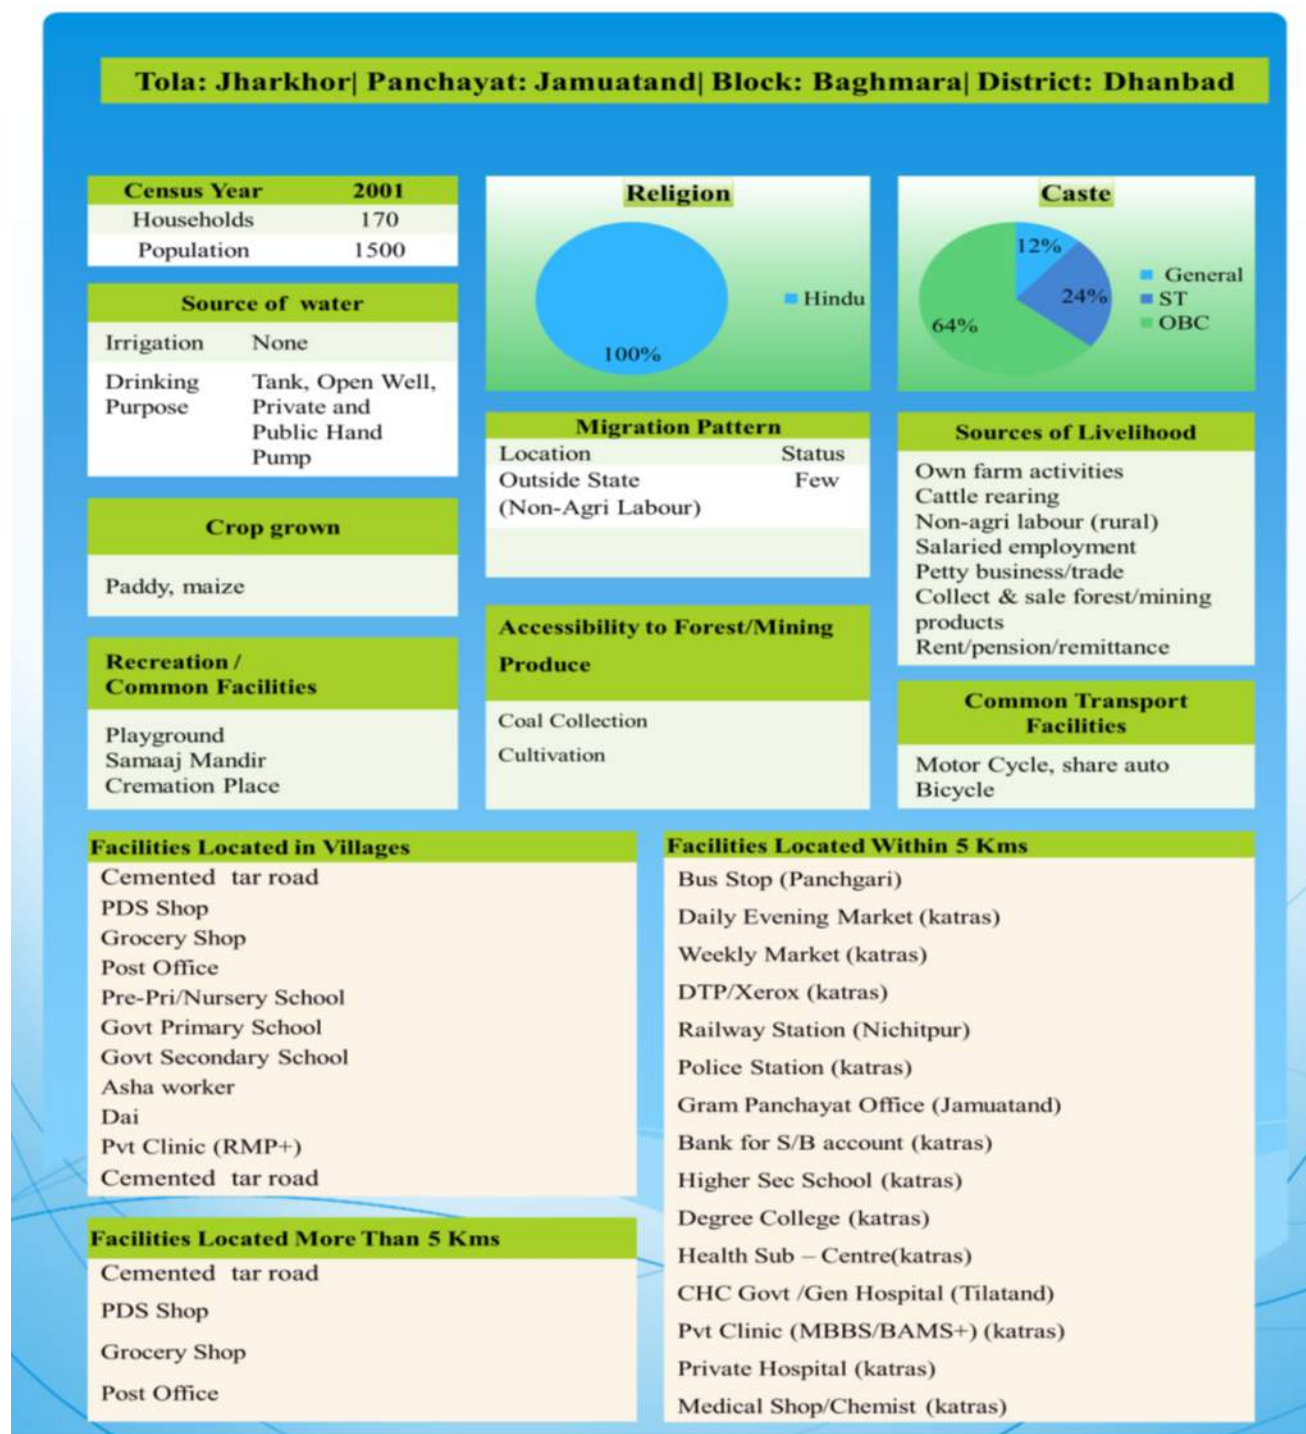 Tola: Jharkhor| Panchayat: Jamuatand| Block: Baghmara| District: Dhanbad
Census Year 2001
Households 170
Population 1500
Source of water
Irrigation None
Drinking Tank, Open Well,
Purpose Private and
Public Hand
Pump
Crop grown
Paddy, maize
Recreation /
Common Facilities
Playground
Samaaj Mandir
Cremation Place
Religion
Hindu
100%
Migration Pattern
Location Status
Outside State Few
(Non-Agri Labour)
Accessibility to Forest/Mining
Produce
Coal Collection
Cultivation
Caste
12%
24%
64%
General
ST
OBC
Sources of Livelihood
Own farm activities
Cattle rearing
Non-agri labour (rural)
Salaried employment
Petty business/trade
Collect & sale forest/mining
products
Rent/pension/remittance
Common Transport
Facilities
Motor Cycle, share auto
Bicycle
Facilities Located in Villages
Cemented tar road
PDS Shop
Grocery Shop
Post Office
Pre-Pri/Nursery School
Govt Primary School
Govt Secondary School
Asha worker
Dai
Pvt Clinic (RMP+)
Cemented tar road
Facilities Located More Than 5 Kms
Cemented tar road
PDS Shop
Grocery Shop
Post Office
Facilities Located Within 5 Kms
Bus Stop (Panchgari)
Daily Evening Market (katras)
Weekly Market (katras)
DTP/Xerox (katras)
Railway Station (Nichitpur)
Police Station (katras)
Gram Panchayat Office (Jamuatand)
Bank for S/B account (katras)
Higher Sec School (katras)
Degree College (katras)
Health Sub – Centre(katras)
CHC Govt /Gen Hospital (Tilatand)
Pvt Clinic (MBBS/BAMS+) (katras)
Private Hospital (katras)
Medical Shop/Chemist (katras)